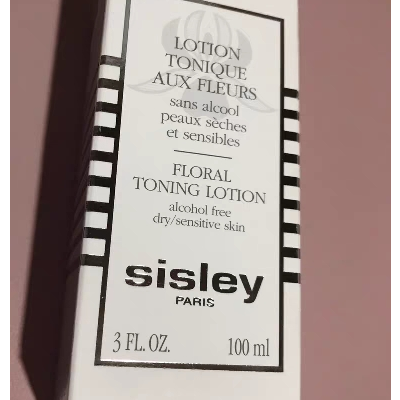 LOTION
TONIQUE
AUX FLEURS
sans alcool
peaux sèches
et sensibles
FLORAL
TONING LOTION
alcohol free
dry/sensitive skin
sisley
PARIS
3 FL. OZ. 100 ml